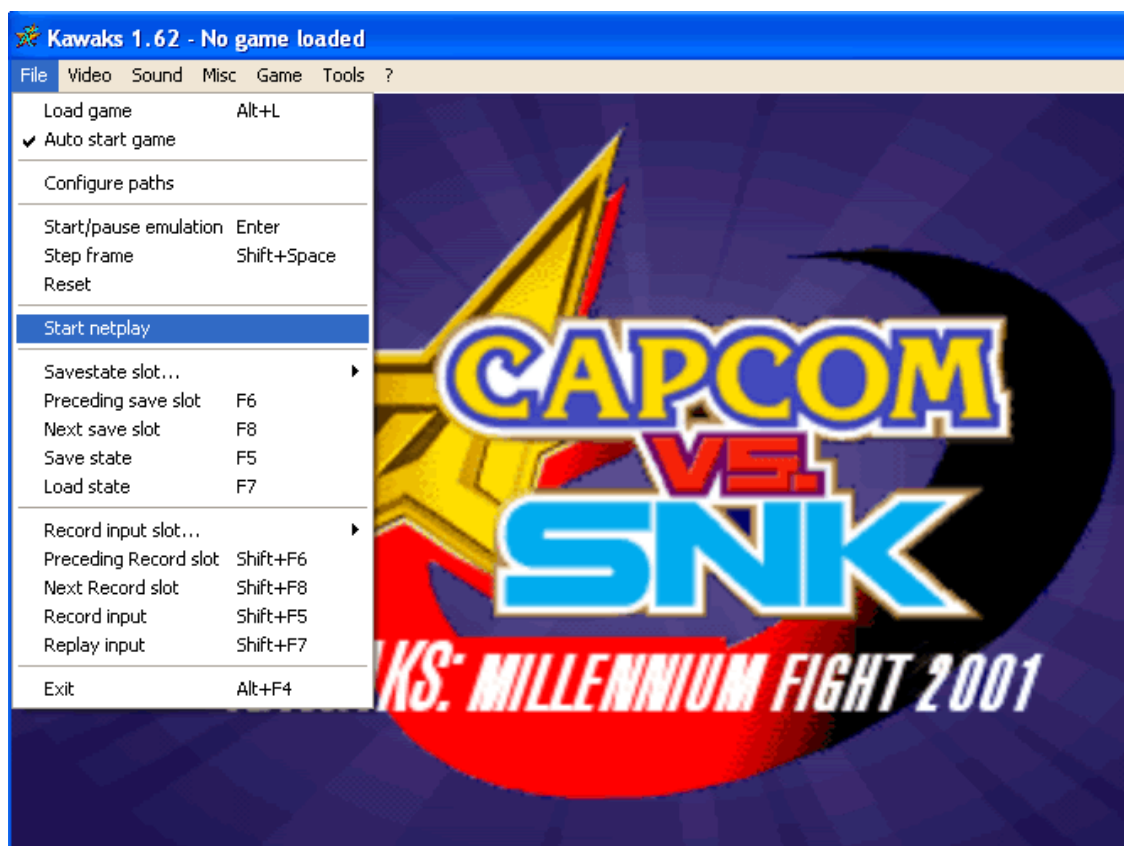 Kawaks 1.62 - No game loaded
File Video Sound Misc Game Tools ?
Load game Alt+L
Auto start game
Configure paths
Start/pause emulation Enter
Step frame Shift+Space
Reset
Start netplay
Savestate slot...
Preceding save slot F6
Next save slot F8
Save state F5
Load state F7
Record input slot...
Preceding Record slot Shift+F6
Next Record slot Shift+F8
Record input Shift+F5
Replay input Shift+F7
Exit Alt+F4
CAPCOM
VS.
SNK
KS: MILLENNIUM FIGHT 2001